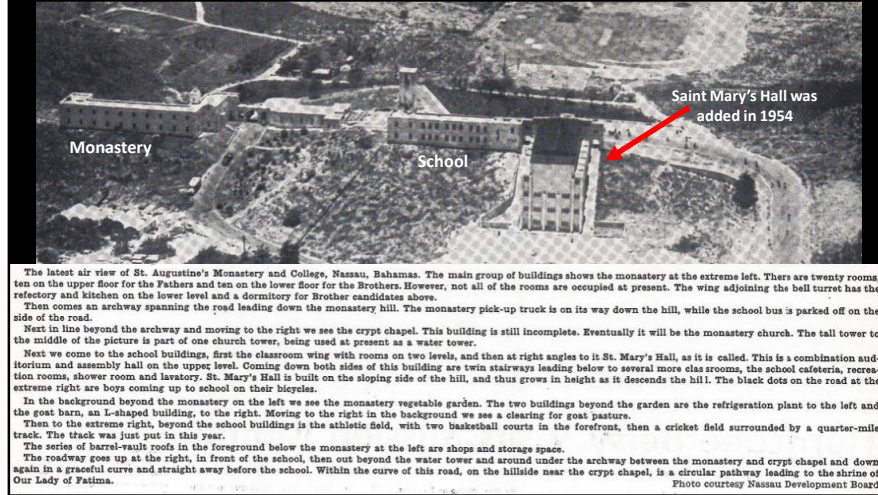 Saint Mary's Hall was
added in 1954
Monastery
School
The latest air view of St. Augustine's Monastery and College, Nassau, Bahamas. The main group of buildings shows the monastery at the extreme left. There are twenty rooms,
ten on the upper floor for the Fathers and ten on the lower floor for the Brothers. However, not all of the rooms are occupied at present. The wing adjoining the bell turret has the
refectory and kitchen on the lower level and a dormitory for Brother candidates above.
Then comes an archway spanning the road leading down the monastery hill. The monastery pick-up truck is on its way down the hill, while the school bus is parked off on the
side of the road.
Next in line beyond the archway and moving to the right we see the crypt chapel. This building is still incomplete. Eventually it will be the monastery church. The tall tower to
the middle of the picture is part of one church tower, being used at present as a water tower.
Next we come to the school buildings, first the classroom wing with rooms on two levels, and then at right angles to it St. Mary's Hall, as it is called. This is a combination aud-
itorium and assembly hall on the upper level. Coming down both sides of this building are twin stairways leading below to several more clas srooms, the school cafeteria, recrea-
tion rooms, shower room and lavatory. St. Mary's Hall is built on the sloping side of the hill, and thus grows in height as it descends the hill. The black dots on the road at the
extreme right are boys coming up to school on their bicycles.
In the background beyond the monastery on the left we see the monastery vegetable garden. The two buildings beyond the garden are the refrigeration plant to the left and
the goat barn, an L-shaped building, to the right. Moving to the right in the background we see a clearing for goat pasture.
Then to the extreme right, beyond the school buildings is the athletic field, with two basketball courts in the forefront, then a cricket field surrounded by a quarter-mile
track. The track was just put in this year.
The series of barrel-vault roofs in the foreground below the monastery at the left are shops and storage space.
The roadway goes up at the right, in front of the school, then out beyond the water tower and around under the archway between the monastery and crypt chapel and down
again in a graceful curve and straight away before the school. Within the curve of this road, on the hillside near the crypt chapel, is a circular pathway leading to the shrine of
Our Lady of Fatima.
Photo courtesy Nassau Development Board